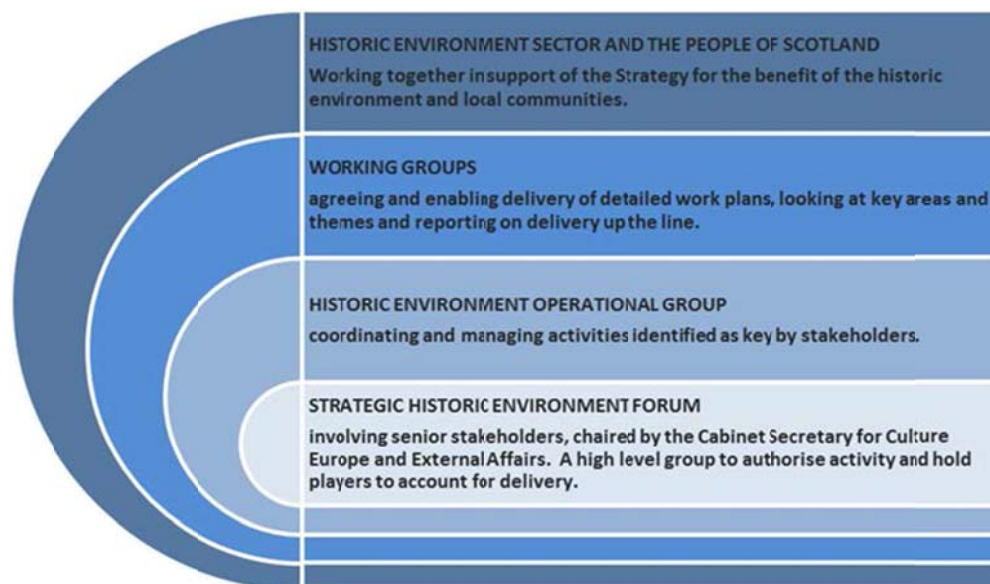 HISTORIC ENVIRONMENT SECTOR AND THE PEOPLE OF SCOTLAND
Working together insupport of the Strategy for the benefit of the historic
environment and local communities.
WORKING GROUPS
agreeing and enabling delivery of detailed work plans, looking at key areas and
themes and reporting on delivery up the line.
HISTORIC ENVIRONMENT OPERATIONAL GROUP
coordinating and managing activities identified as key by stakeholders.
STRATEGIC HISTORIC ENVIRONMENT FORUM
involving senior stakeholders, chaired by the Cabinet Secretary for Culture
Europe and External Affairs. A high level group to authorise activity and hold
players to account for delivery.